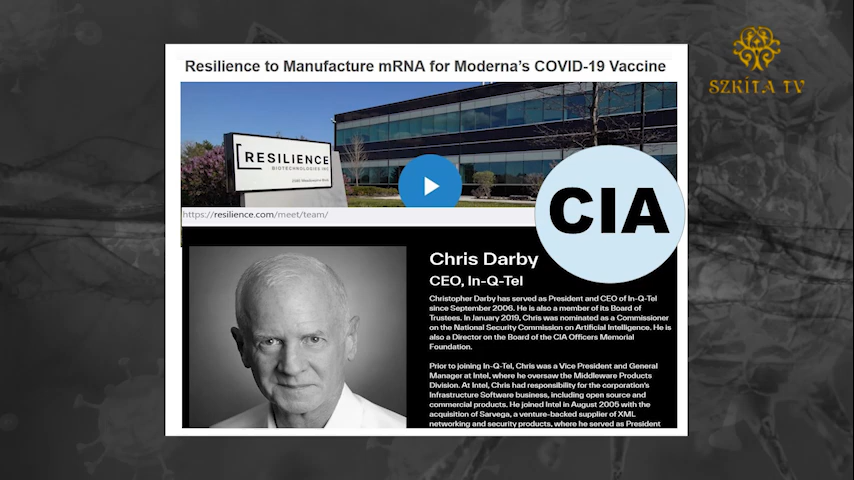 SZKÍTA TV
Resilience to Manufacture mRNA for Moderna's COVID-19 Vaccine
RESILIENCE
BIOTECHNOLOGIES INC
https://resilience.com/meet/team/
CIA
Chris Darby
CEO, In-Q-Tel
Christopher Darby has served as President and CEO of In-Q-Tel
since September 2006. He is also a member of its Board of
Trustees. In January 2019, Chris was nominated as a Commissioner
on the National Security Commission on Artificial Intelligence. He is
also a Director on the Board of the CIA Officers Memorial
Foundation.
Prior to joining In-Q-Tel, Chris was a Vice President and General
Manager at Intel, where he oversaw the Middleware Products
Division. At Intel, Chris had responsibility for the corporation's
Infrastructure Software business, including open source and
commercial products. He joined Intel in August 2005 with the
acquisition of Sarvega, a venture-backed supplier of XML
networking and security products, where he served as President